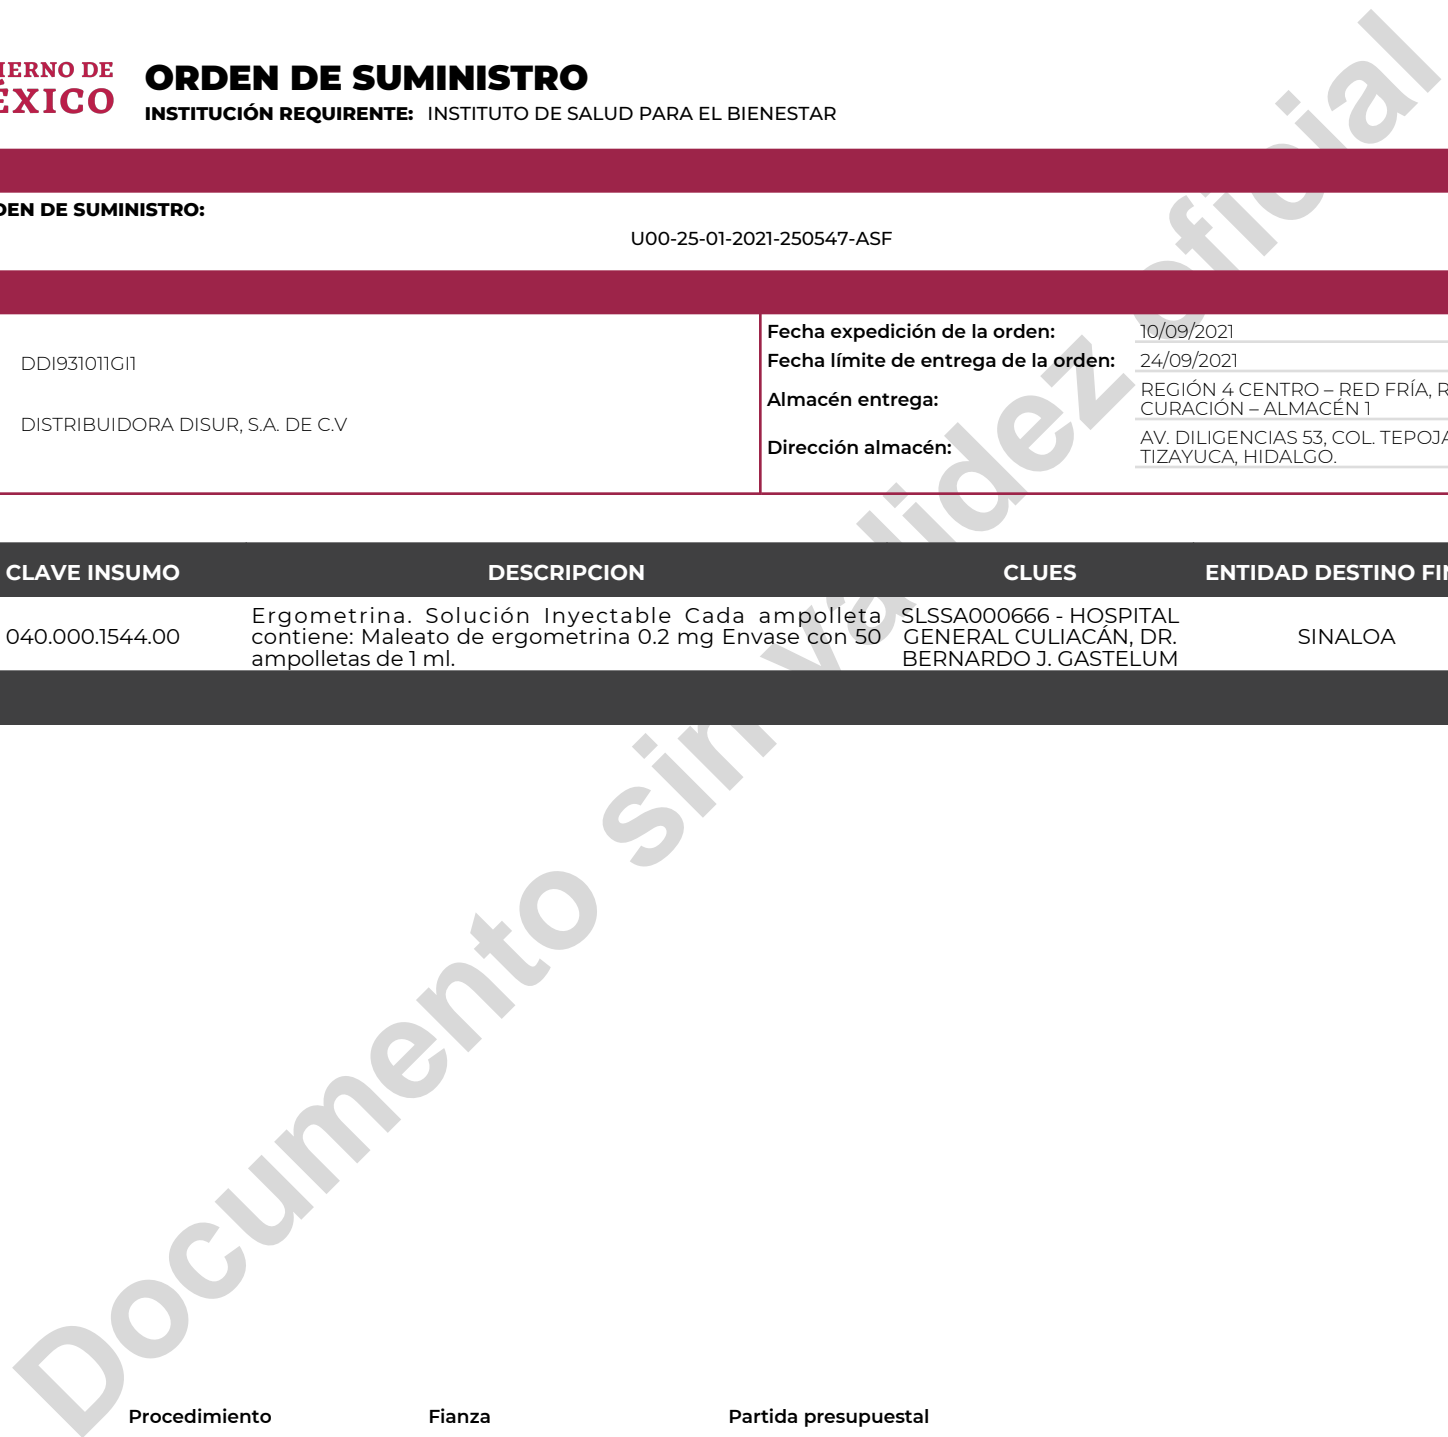 IERNO DE
ÉXICO
ORDEN DE SUMINISTRO
INSTITUCIÓN REQUIRENTE: INSTITUTO DE SALUD PARA EL BIENESTAR
DEN DE SUMINISTRO:
U00-25-01-2021-250547-ASF
DDI931011GI1
DISTRIBUIDORA DISUR, S.A. DE C.V
Fecha expedición de la orden: 10/09/2021
Fecha límite de entrega de la orden: 24/09/2021
Almacén entrega: REGIÓN 4 CENTRO – RED FRÍA, R
CURACIÓN – ALMACÉN 1
Dirección almacén: AV. DILIGENCIAS 53, COL. TEPOJA
TIZAYUCA, HIDALGO.
CLAVE INSUMO DESCRIPCION CLUES ENTIDAD DESTINO FIN
040.000.1544.00
Ergometrina. Solución Inyectable Cada ampolleta
contiene: Maleato de ergometrina 0.2 mg Envase con 50
ampolletas de 1 ml.
SLSSA000666 - HOSPITAL
GENERAL CULIACÁN, DR.
BERNARDO J. GASTELUM
SINALOA
Documento sin validez oficial
Procedimiento Fianza Partida presupuestal